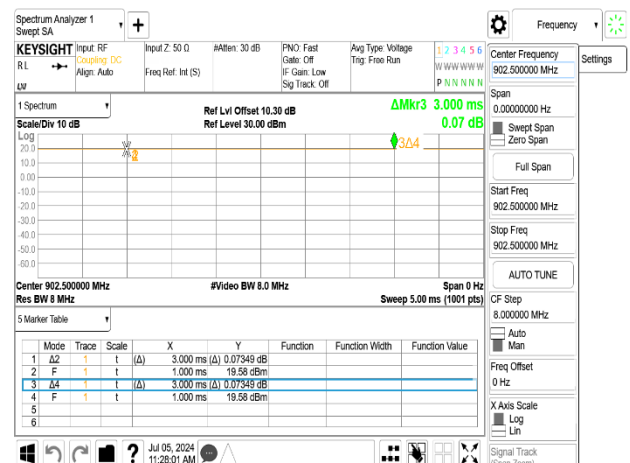 Spectrum Analyzer 1
Swept SA
Frequency
Settings
KEYSIGHT
RL
Input: RF
Coupling: DC
Align: Auto
Input Z: 50 Ω
Freq Ref: Int (S)
#Atten: 30 dB
PNO: Fast
Gate: Off
IF Gain: Low
Sig Track: Off
Avg Type: Voltage
Trig: Free Run
1 2 3 4 5 6
W W W W W W
P N N N N N
1 Spectrum
Scale/Div 10 dB
Ref Lvl Offset 10.30 dB
Ref Level 30.00 dBm
ΔMkr3 3.000 ms
0.07 dB
Log
20.0
10.0
0.00
-10.0
-20.0
-30.0
-40.0
-50.0
-60.0
3Δ4
Center 902.500000 MHz
#Video BW 8.0 MHz
Span 0 Hz
Res BW 8 MHz
Sweep 5.00 ms (1001 pts)
5 Marker Table
Mode Trace Scale X Y Function Function Width Function Value
1 Δ2 1 t (Δ) 3.000 ms (Δ) 0.07349 dB
2 F 1 t 1.000 ms 19.58 dBm
3 Δ4 1 t (Δ) 3.000 ms (Δ) 0.07349 dB
4 F 1 t 1.000 ms 19.58 dBm
5
6
?
Jul 05, 2024
11:28:01 AM
Center Frequency
902.500000 MHz
Span
0.00000000 Hz
Swept Span
Zero Span
Full Span
Start Freq
902.500000 MHz
Stop Freq
902.500000 MHz
AUTO TUNE
CF Step
8.000000 MHz
Auto
Man
Freq Offset
0 Hz
X Axis Scale
Log
Lin
Signal Track
(Span Zoom)